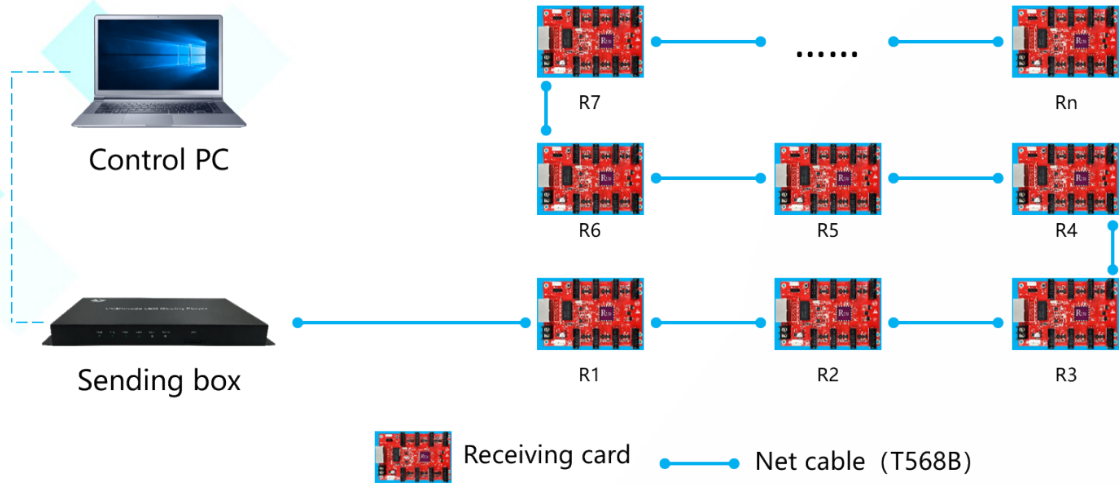 R7
......
Rn
Control PC
R6
R5
R4
Sending box
R1
R2
R3
Receiving card
Net cable（T568B）